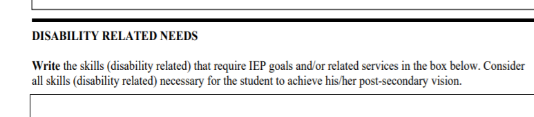 DISABILITY RELATED NEEDS
Write the skills (disability related) that require IEP goals and/or related services in the box below. Consider
all skills (disability related) necessary for the student to achieve his/her post-secondary vision.